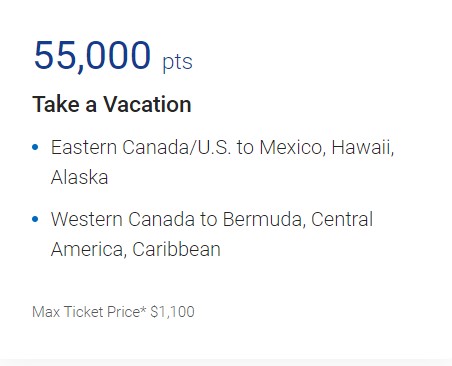 55,000 pts
Take a Vacation
Eastern Canada/U.S. to Mexico, Hawaii,
Alaska
Western Canada to Bermuda, Central
America, Caribbean
Max Ticket Price* $1,100